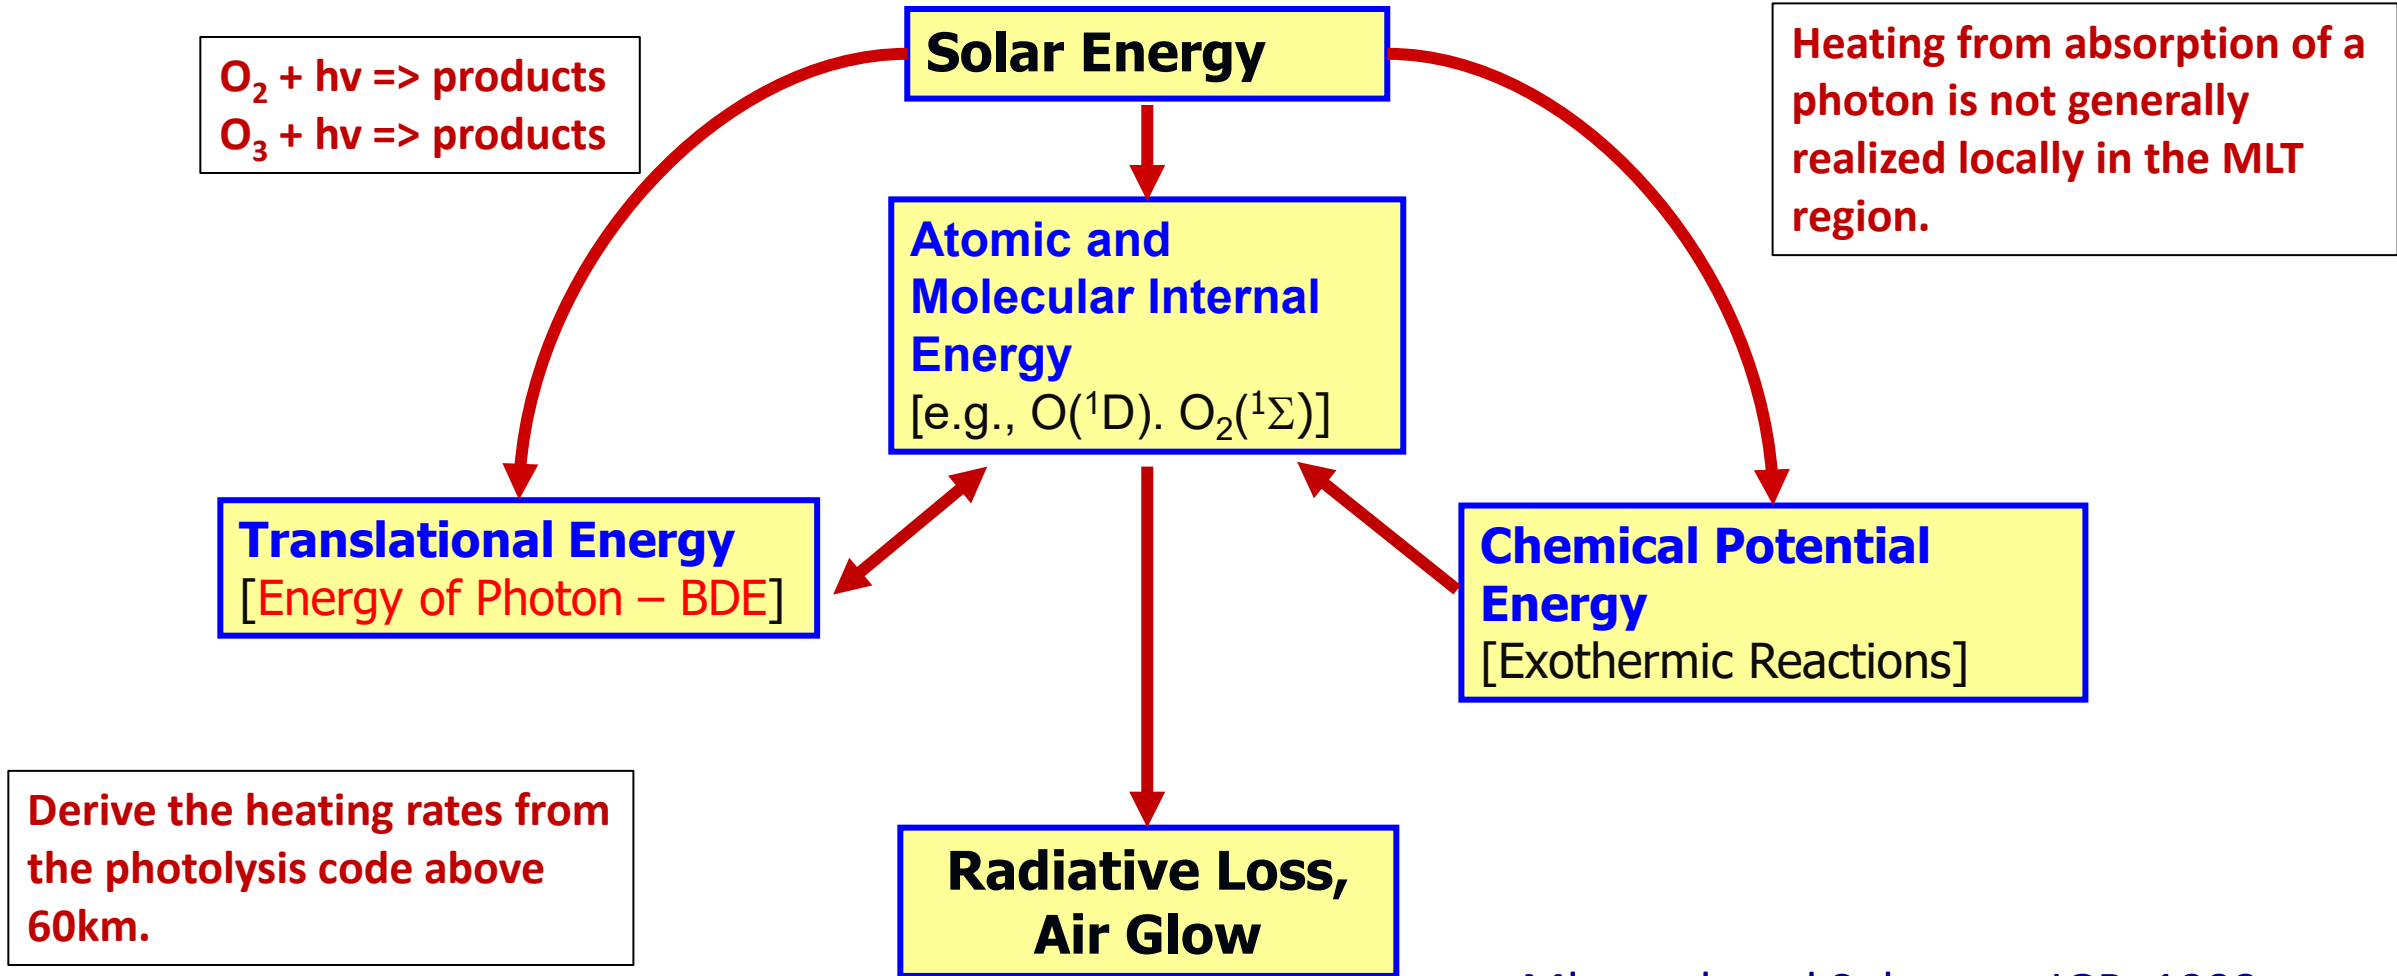 Solar Energy
O₂ + hv => products
O₃ + hv => products
Heating from absorption of a
photon is not generally
realized locally in the MLT
region.
Atomic and
Molecular Internal
Energy
[e.g., O(¹D). O₂(¹Σ)]
Translational Energy
[Energy of Photon – BDE]
Chemical Potential
Energy
[Exothermic Reactions]
Derive the heating rates from
the photolysis code above
60km.
Radiative Loss,
Air Glow